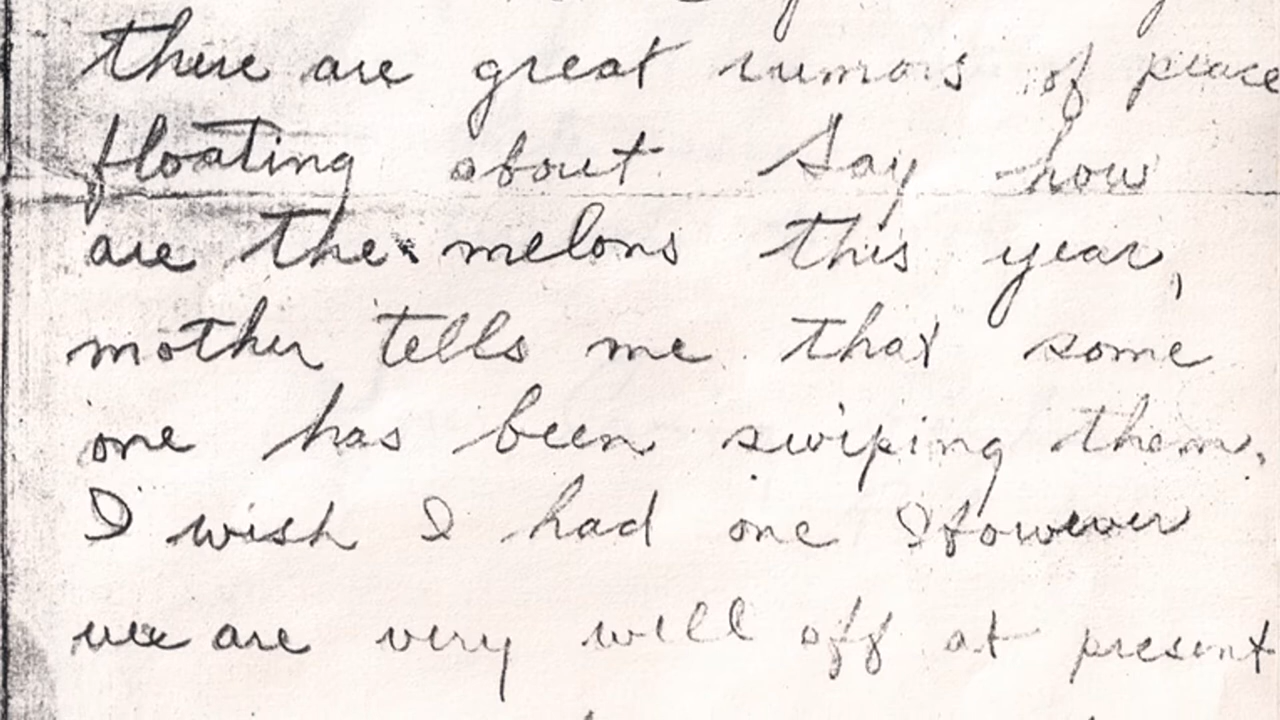 there are great rumors of peace
floating about Say how
are the melons this year,
mother tells me that some
one has been swiping them.
I wish I had one However
we are very well off at present